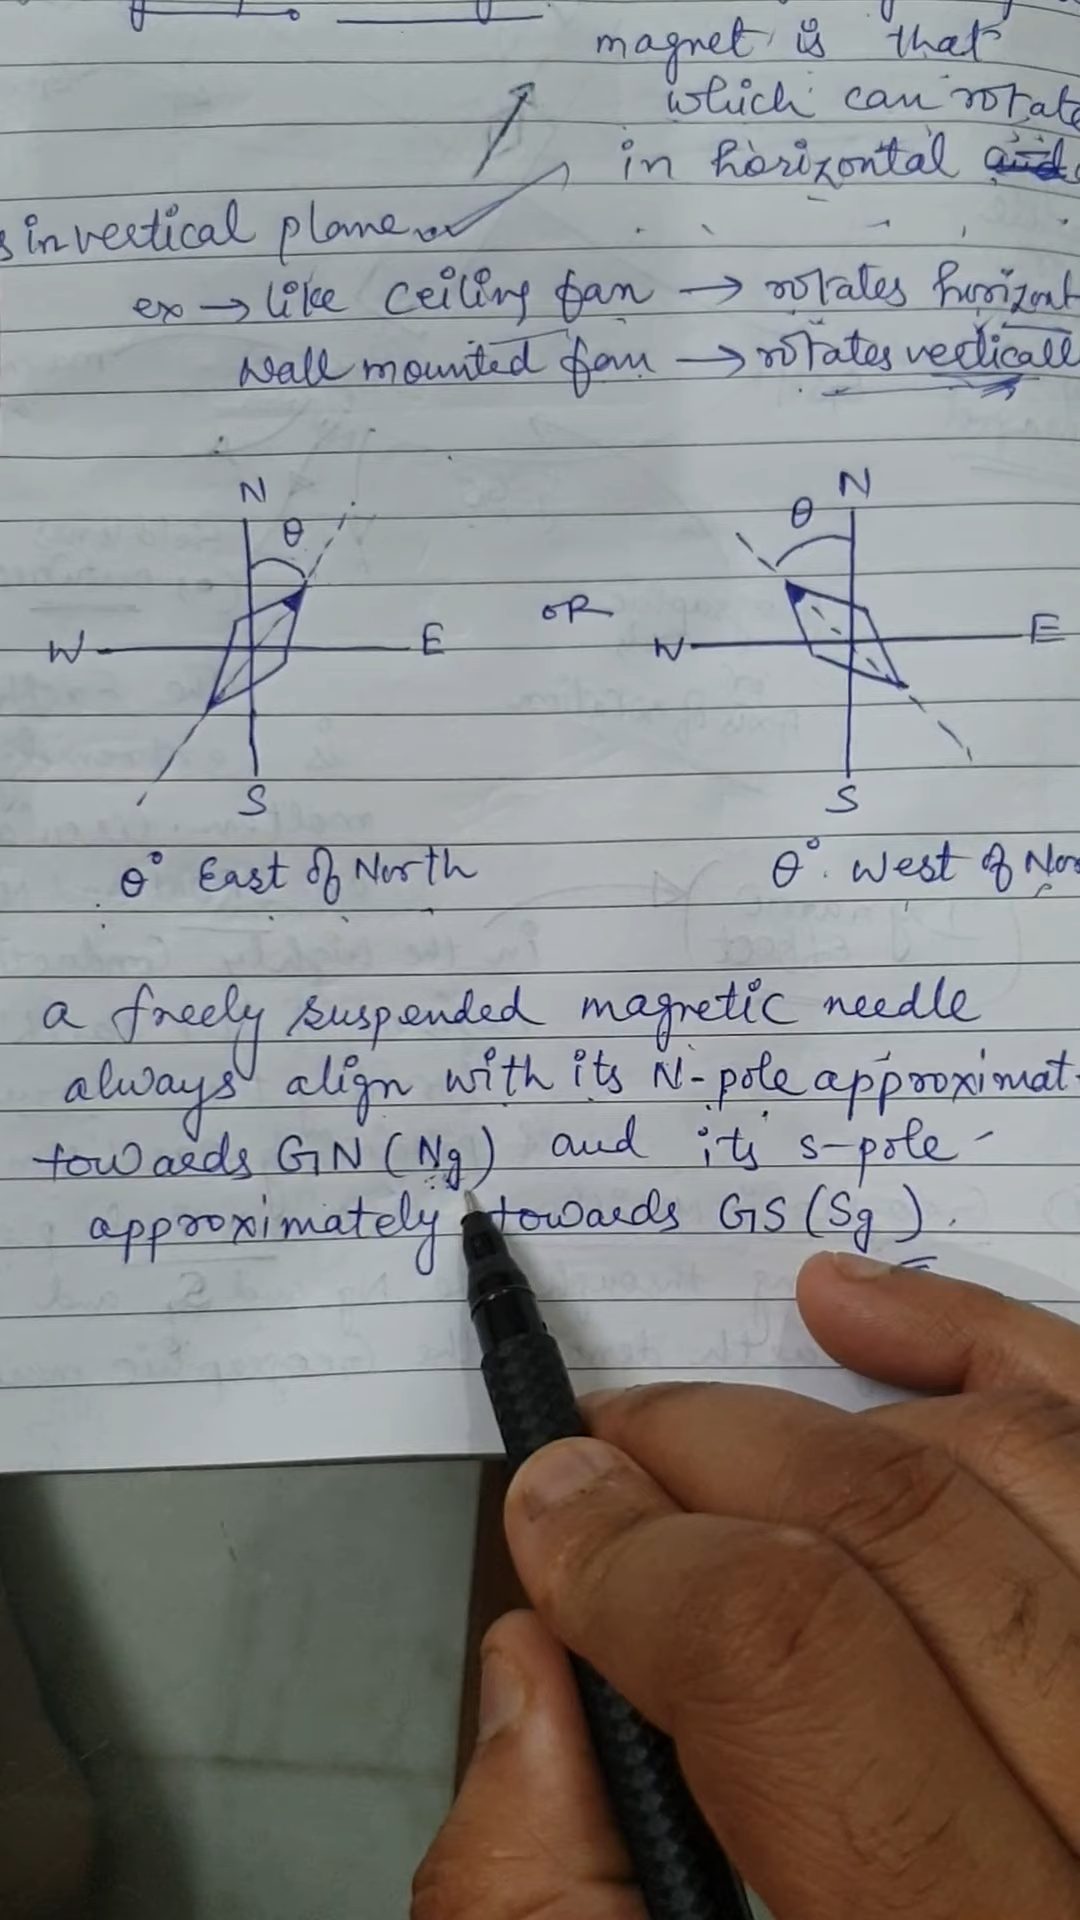 magnet is that
which can rotate
in horizontal and
s in vertical plane
ex → like ceiling fan → rotates horizont
wall mounted fan → rotates verticall
N N
θ θ
W E OR W E
S S
θ° East of North θ° West of Nor
a freely suspended magnetic needle
always align with its N-pole approximat
towards GN (Ng) and its s-pole
approximately towards GS (Sg).